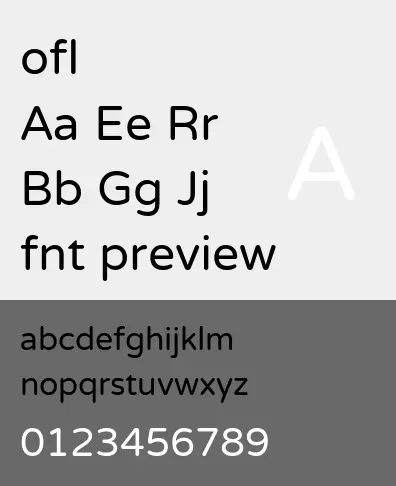 ofl
Aa Ee Rr
A
Bb Gg Jj
fnt preview
abcdefghijklm
nopqrstuvwxyz
0123456789